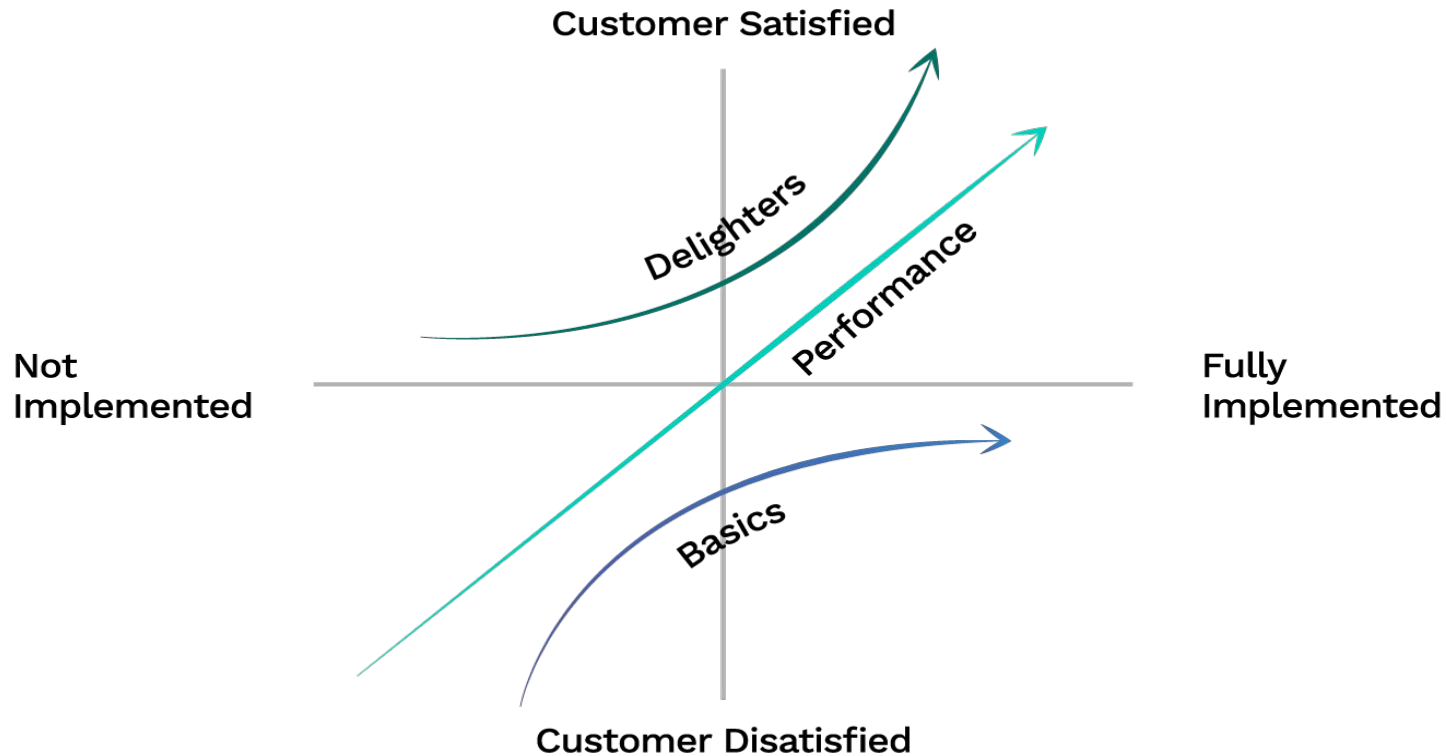 Customer Satisfied
Delighters
Performance
Not
Implemented
Fully
Implemented
Basics
Customer Disatisfied